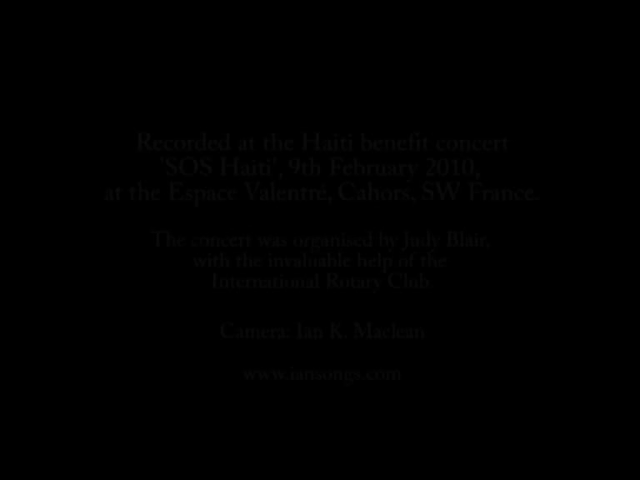 Recorded at the Haiti benefit concert
'SOS Haiti', 9th February 2010,
at the Espace Valentré, Cahors, SW France.
The concert was organised by Judy Blair,
with the invaluable help of the
International Rotary Club
Camera: Ian K. Maclean
www.iansongs.com